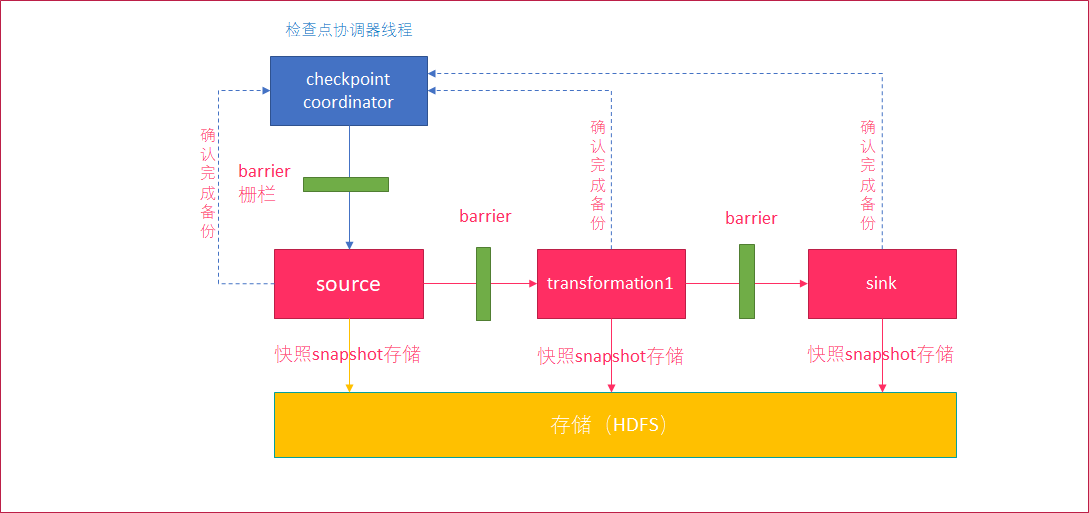 检查点协调器线程
checkpoint
coordinator
确认完成备份
barrier
栅栏
确认完成备份
确认完成备份
barrier
barrier
source
transformation1
sink
快照snapshot存储
快照snapshot存储
快照snapshot存储
存储（HDFS）